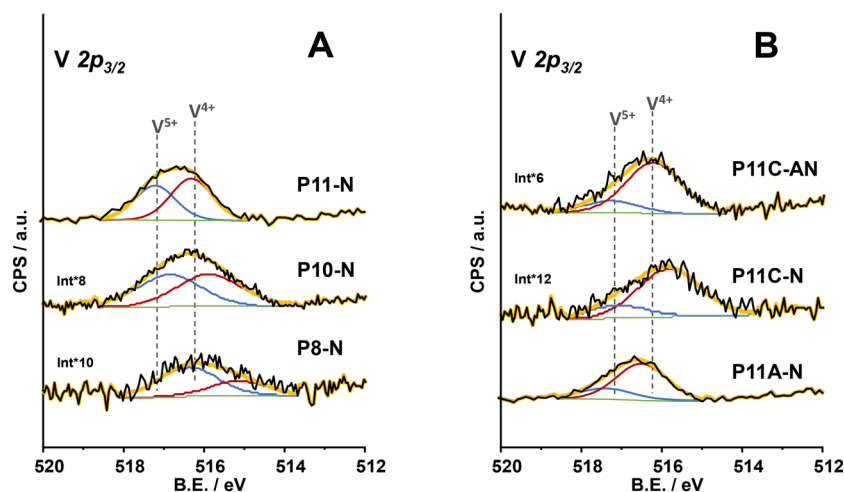 A
V 2p3/2
V5+
V4+
P11-N
Int*8
P10-N
Int*10
P8-N
CPS / a.u.
520 518 516 514 512
B.E. / eV
B
V 2p3/2
V5+
V4+
Int*6
P11C-AN
Int*12
P11C-N
P11A-N
CPS / a.u.
520 518 516 514 512
B.E. / eV